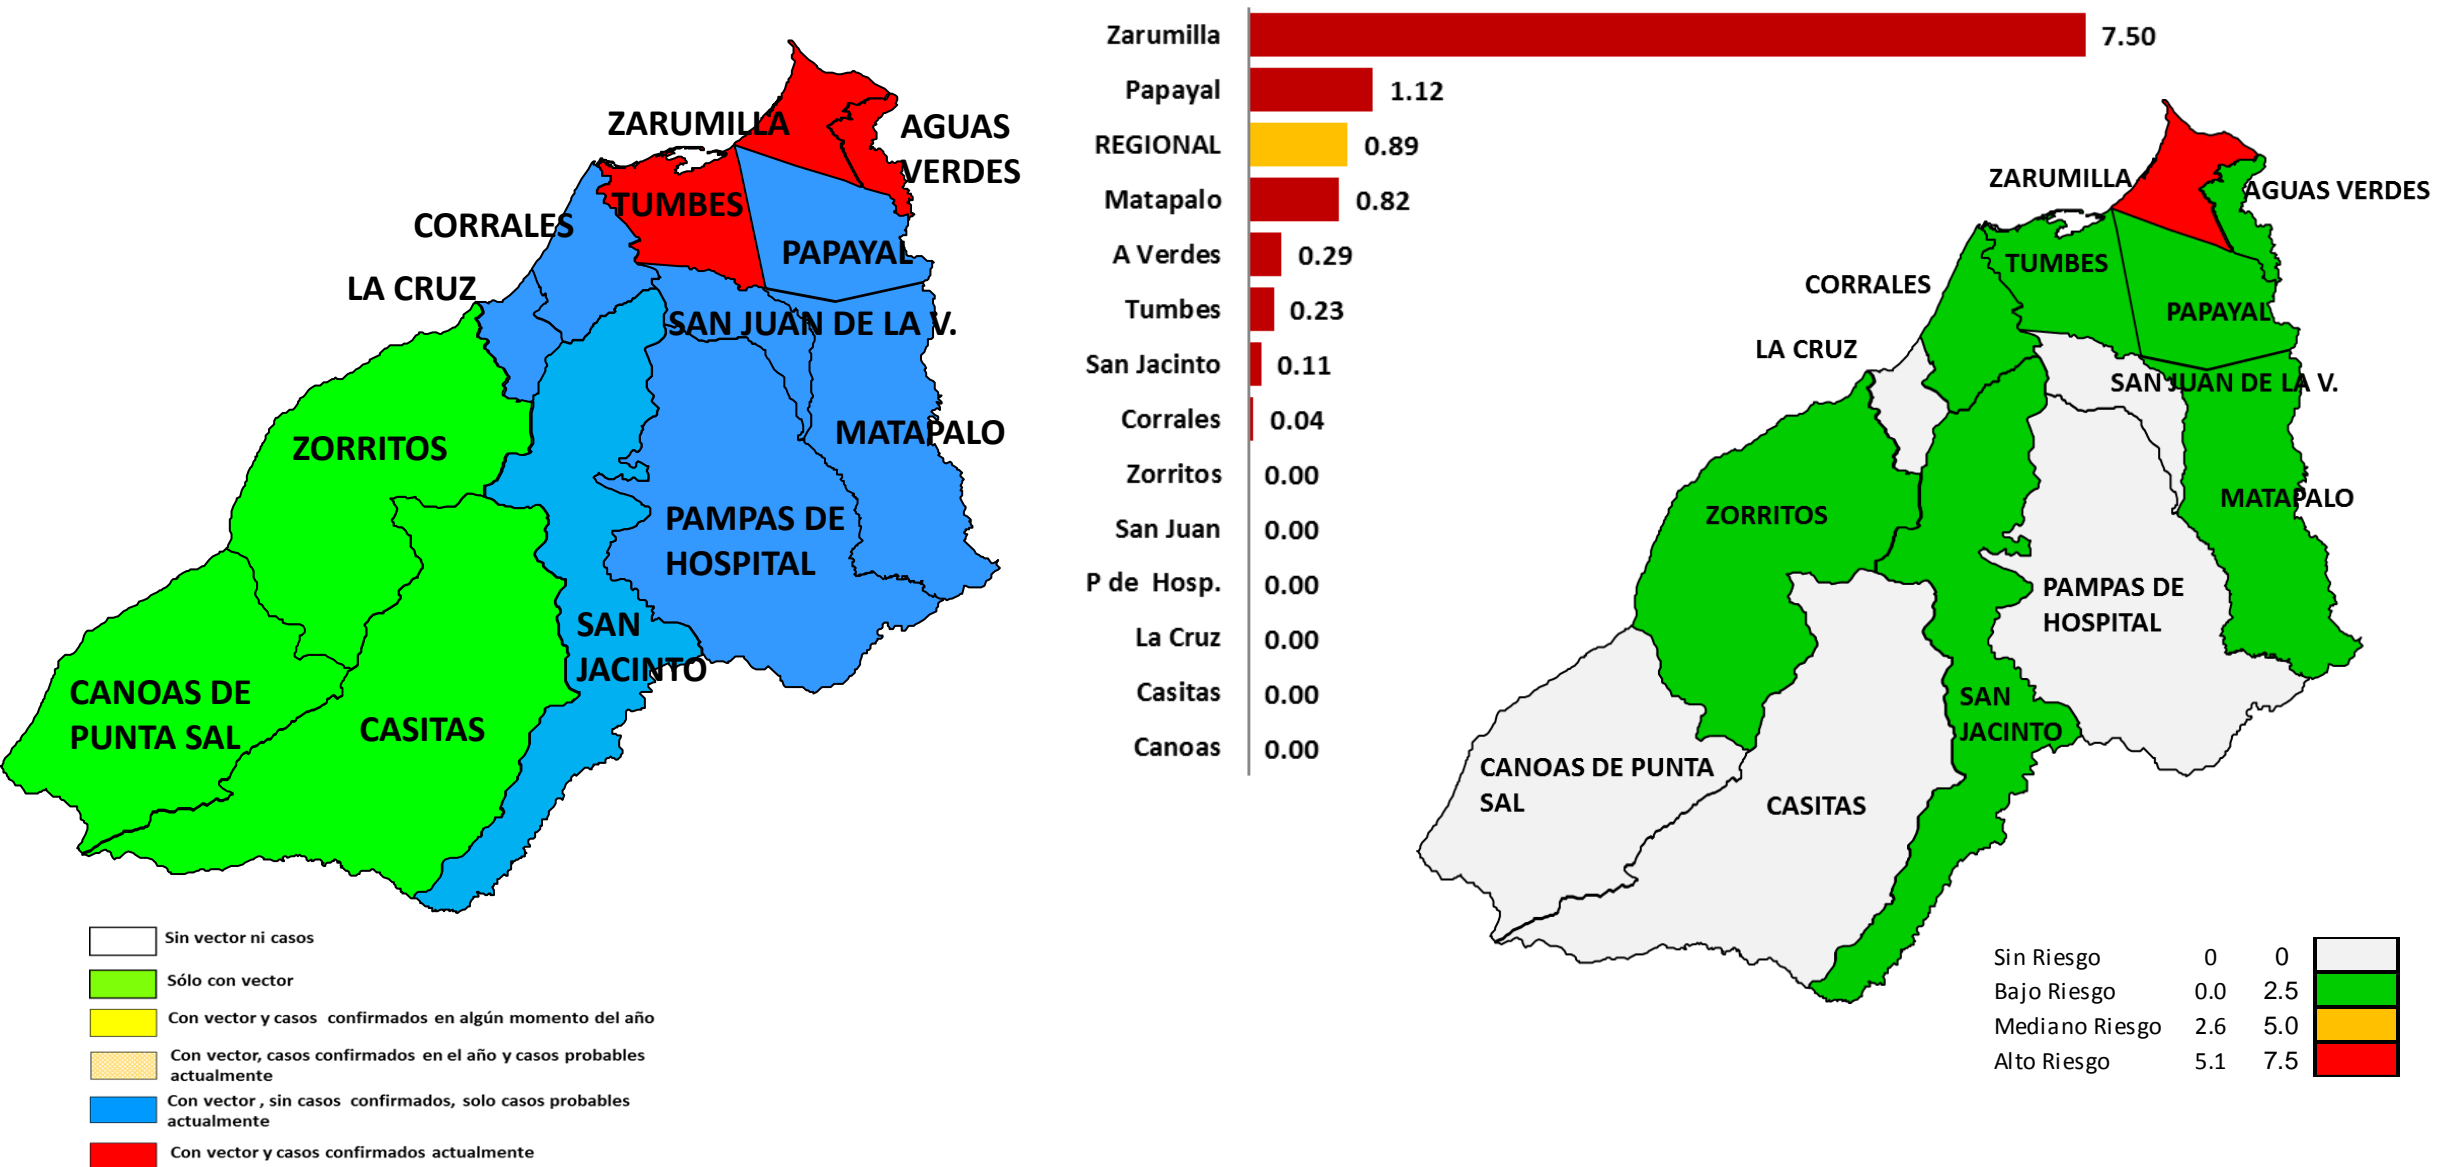 ZARUMILLA
AGUAS
VERDES
TUMBES
CORRALES
PAPAYAL
LA CRUZ
SAN JUAN DE LA V.
ZORRITOS
MATAPALO
PAMPAS DE
HOSPITAL
SAN
JACINTO
CANOAS DE
PUNTA SAL
CASITAS
Sin vector ni casos
Sólo con vector
Con vector y casos confirmados en algún momento del año
Con vector, casos confirmados en el año y casos probables
actualmente
Con vector , sin casos confirmados, solo casos probables
actualmente
Con vector y casos confirmados actualmente
Zarumilla 7.50
Papayal 1.12
REGIONAL 0.89
Matapalo 0.82
A Verdes 0.29
Tumbes 0.23
San Jacinto 0.11
Corrales 0.04
Zorritos 0.00
San Juan 0.00
P de Hosp. 0.00
La Cruz 0.00
Casitas 0.00
Canoas 0.00
ZARUMILLA
AGUAS VERDES
TUMBES
CORRALES
PAPAYAL
LA CRUZ
SAN JUAN DE LA V.
MATAPALO
ZORRITOS
PAMPAS DE
HOSPITAL
SAN
JACINTO
CANOAS DE PUNTA
SAL
CASITAS
Sin Riesgo 0 0
Bajo Riesgo 0.0 2.5
Mediano Riesgo 2.6 5.0
Alto Riesgo 5.1 7.5